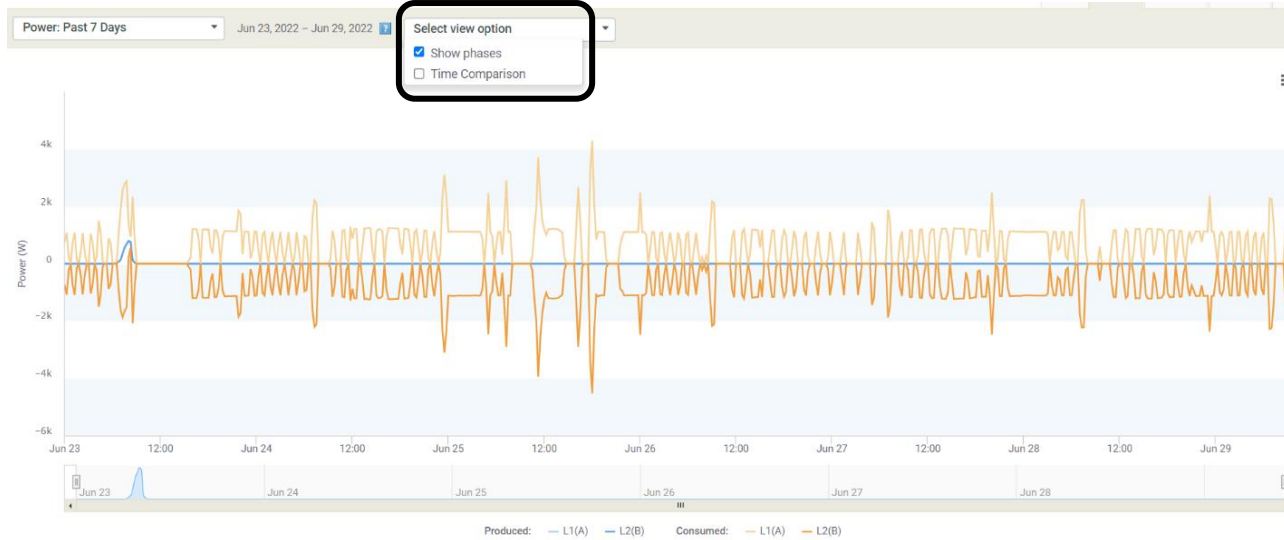 Power: Past 7 Days
Jun 23, 2022 – Jun 29, 2022 ?
Select view option
Show phases
Time Comparison
Power (W)
4k
2k
0
−2k
−4k
−6k
Jun 23 12:00 Jun 24 12:00 Jun 25 12:00 Jun 26 12:00 Jun 27 12:00 Jun 28 12:00 Jun 29
Jun 23 Jun 24 Jun 25 Jun 26 Jun 27 Jun 28
Produced: L1(A) L2(B) Consumed: L1(A) L2(B)